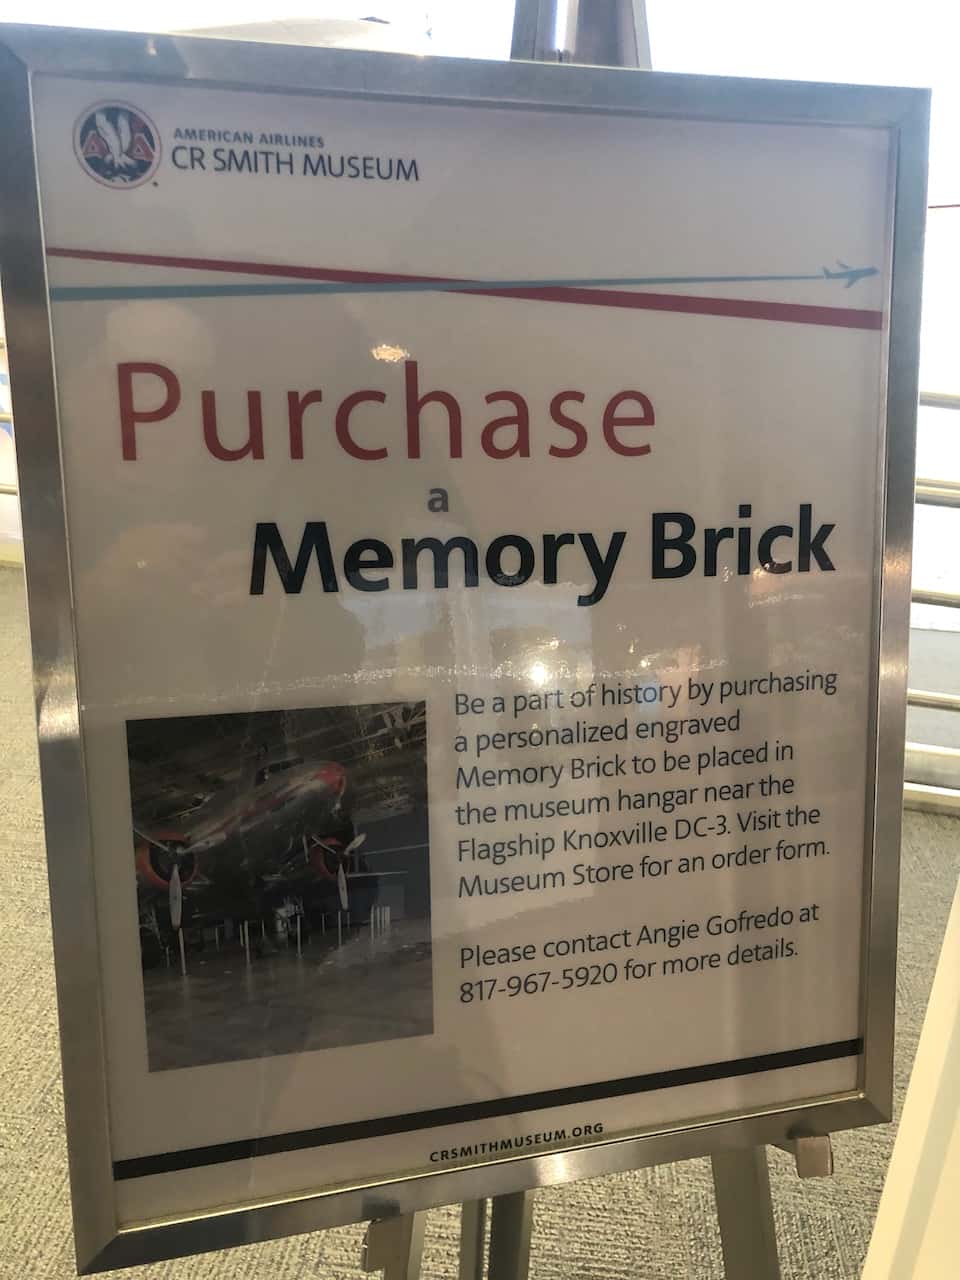 AMERICAN AIRLINES
CR SMITH MUSEUM
Purchase
a
Memory Brick
Be a part of history by purchasing
a personalized engraved
Memory Brick to be placed in
the museum hangar near the
Flagship Knoxville DC-3. Visit the
Museum Store for an order form.
Please contact Angie Gofredo at
817-967-5920 for more details.
CRSMITHMUSEUM.ORG